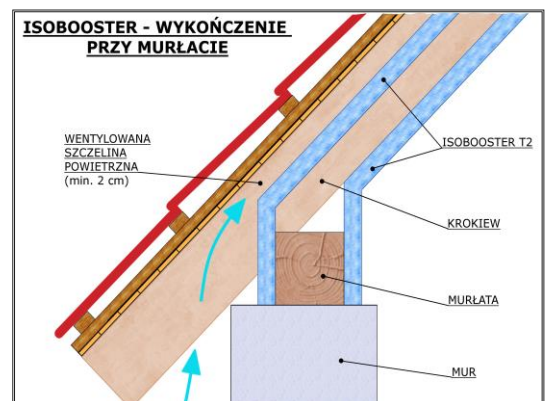 ISOBOOSTER - WYKOŃCZENIE
PRZY MURŁACIE
WENTYLOWANA
SZCZELINA
POWIETRZNA
(min. 2 cm)
ISOBOOSTER T2
KROKIEW
MURŁATA
MUR